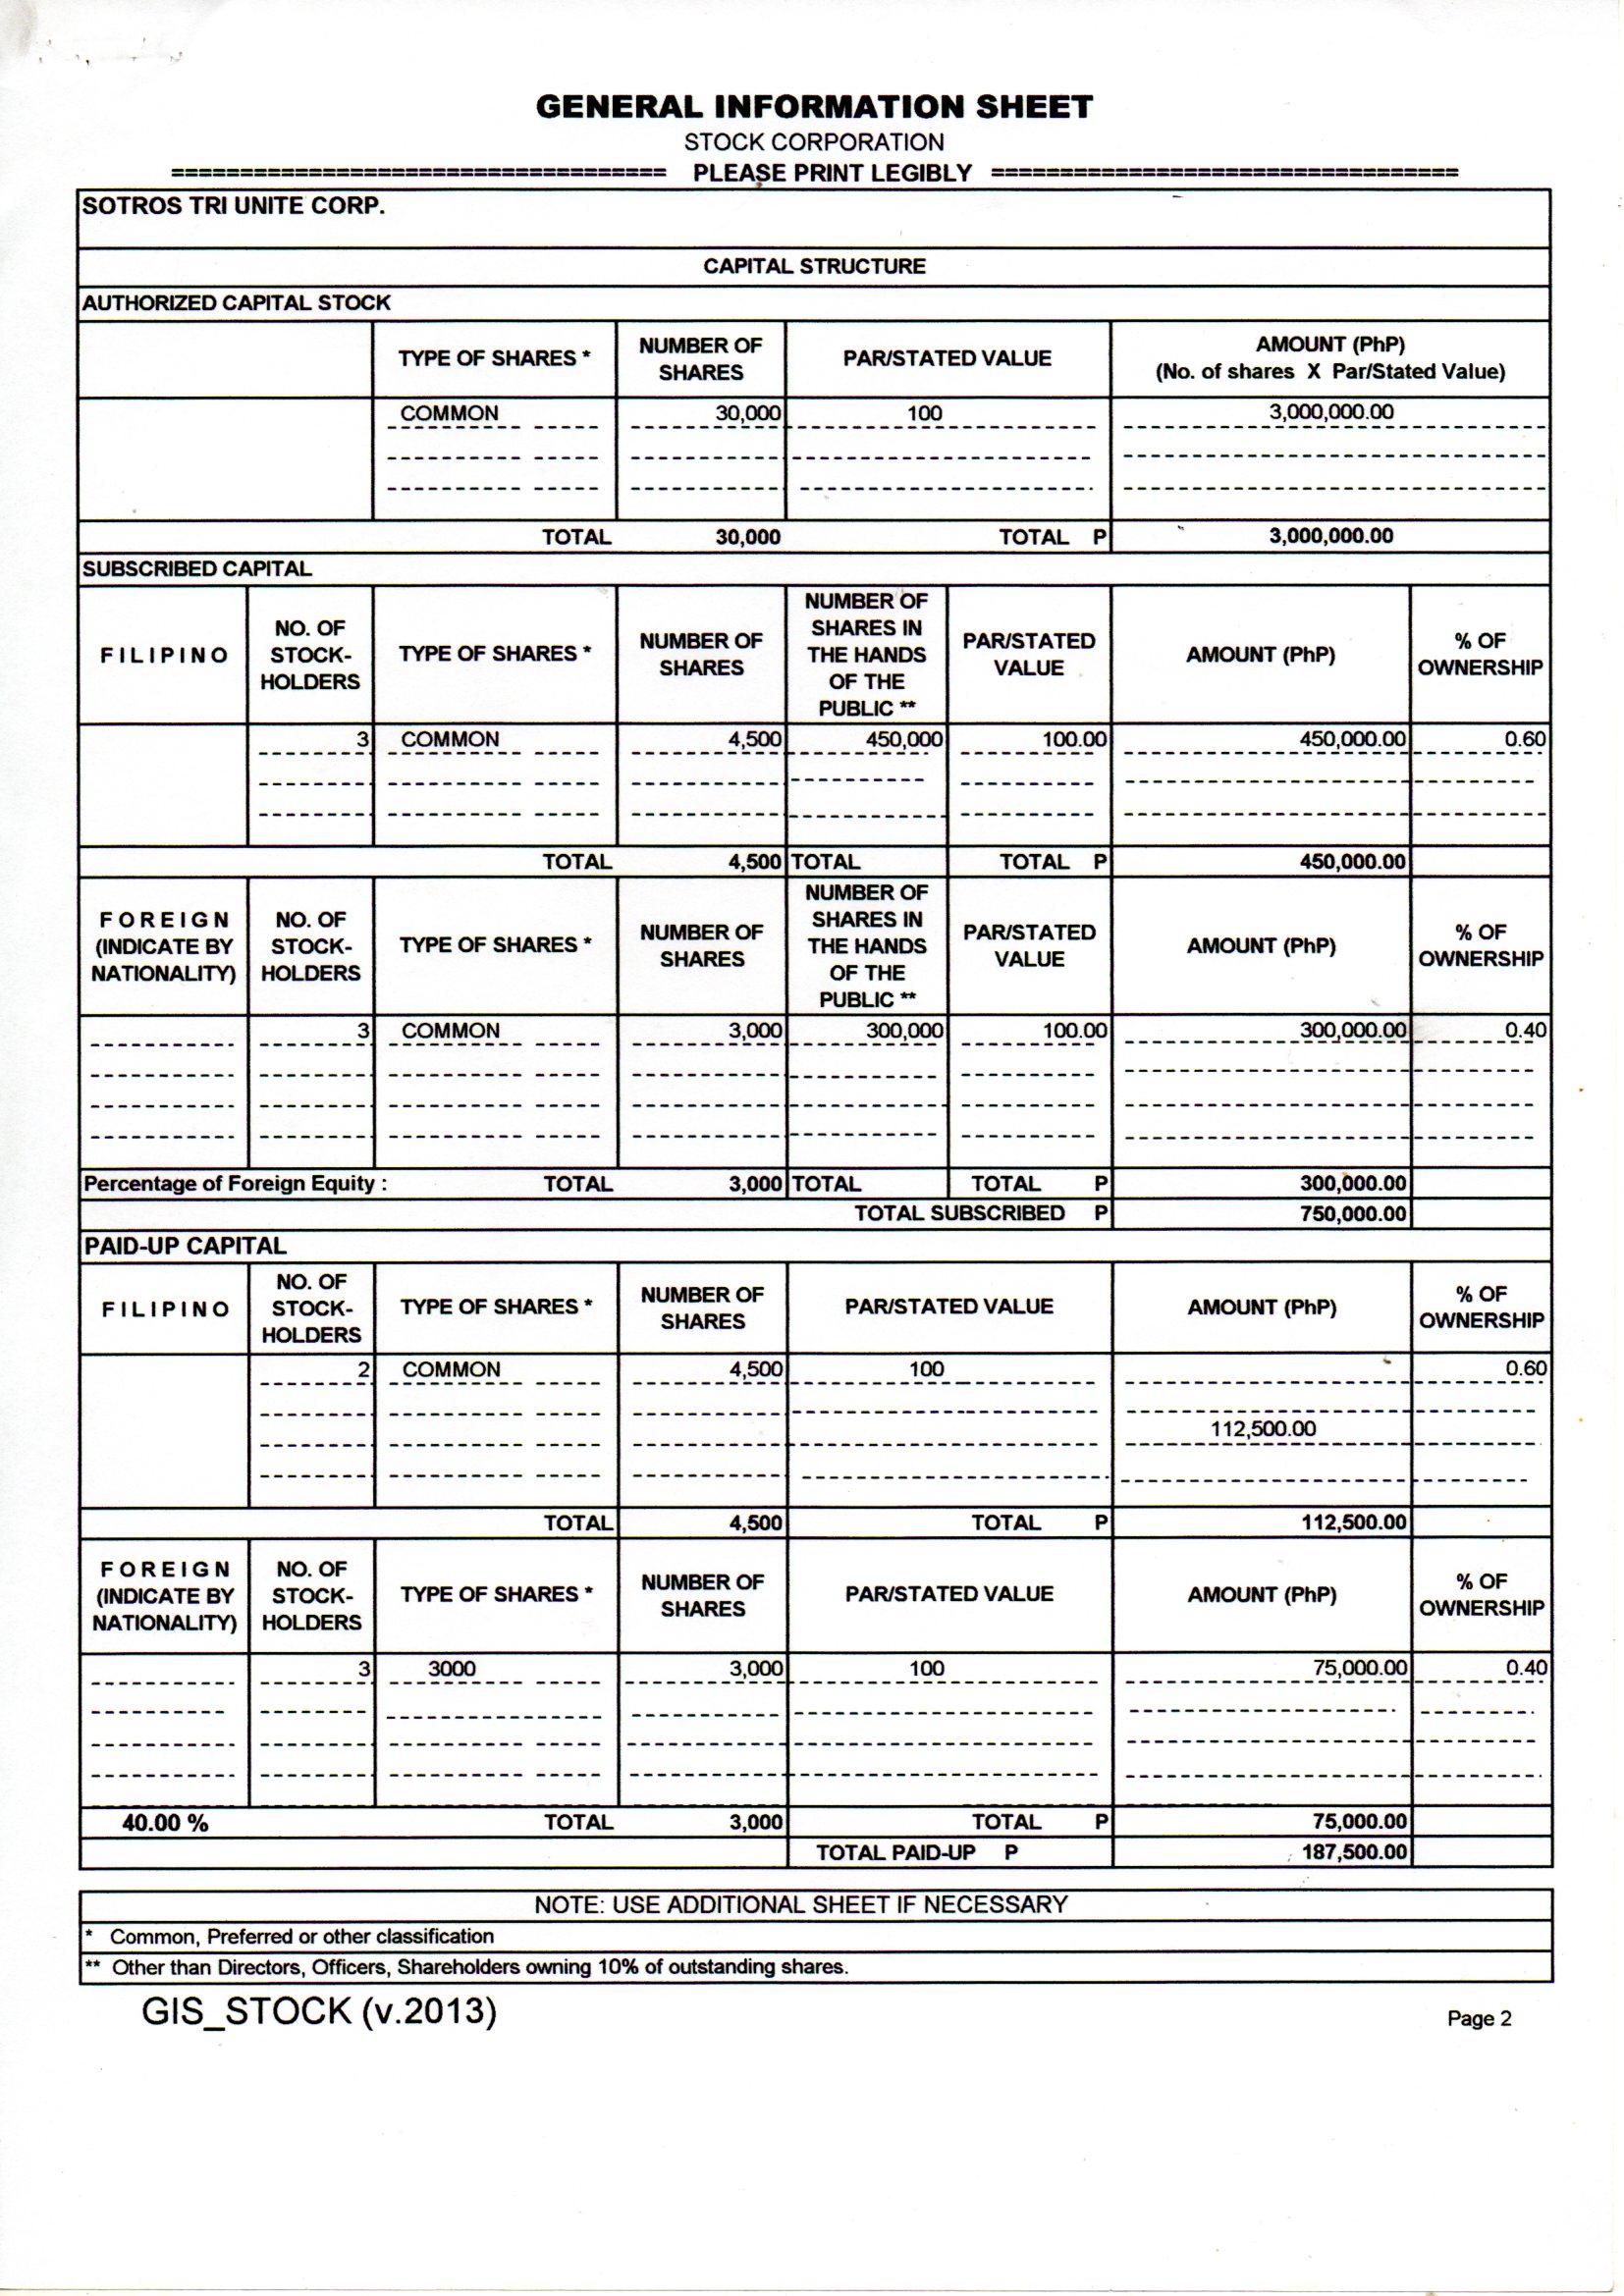 GENERAL INFORMATION SHEET
STOCK CORPORATION
=================================== PLEASE PRINT LEGIBLY ===================================
SOTROS TRI UNITE CORP.
CAPITAL STRUCTURE
AUTHORIZED CAPITAL STOCK
TYPE OF SHARES * NUMBER OF SHARES PAR/STATED VALUE AMOUNT (PhP) (No. of shares X Par/Stated Value)
COMMON 30,000 100 3,000,000.00
TOTAL 30,000 TOTAL P 3,000,000.00
SUBSCRIBED CAPITAL
FILIPINO NO. OF STOCK-HOLDERS TYPE OF SHARES * NUMBER OF SHARES NUMBER OF SHARES IN THE HANDS OF THE PUBLIC ** PAR/STATED VALUE AMOUNT (PhP) % OF OWNERSHIP
3 COMMON 4,500 450,000 100.00 450,000.00 0.60
TOTAL 4,500 TOTAL TOTAL P 450,000.00
FOREIGN (INDICATE BY NATIONALITY) NO. OF STOCK-HOLDERS TYPE OF SHARES * NUMBER OF SHARES NUMBER OF SHARES IN THE HANDS OF THE PUBLIC ** PAR/STATED VALUE AMOUNT (PhP) % OF OWNERSHIP
3 COMMON 3,000 300,000 100.00 300,000.00 0.40
Percentage of Foreign Equity : TOTAL 3,000 TOTAL TOTAL P 300,000.00
TOTAL SUBSCRIBED P 750,000.00
PAID-UP CAPITAL
FILIPINO NO. OF STOCK-HOLDERS TYPE OF SHARES * NUMBER OF SHARES PAR/STATED VALUE AMOUNT (PhP) % OF OWNERSHIP
2 COMMON 4,500 100 0.60
112,500.00
TOTAL 4,500 TOTAL P 112,500.00
FOREIGN (INDICATE BY NATIONALITY) NO. OF STOCK-HOLDERS TYPE OF SHARES * NUMBER OF SHARES PAR/STATED VALUE AMOUNT (PhP) % OF OWNERSHIP
3 3000 3,000 100 75,000.00 0.40
40.00 % TOTAL 3,000 TOTAL P 75,000.00
TOTAL PAID-UP P 187,500.00
NOTE: USE ADDITIONAL SHEET IF NECESSARY
* Common, Preferred or other classification
** Other than Directors, Officers, Shareholders owning 10% of outstanding shares.
GIS_STOCK (v.2013) Page 2